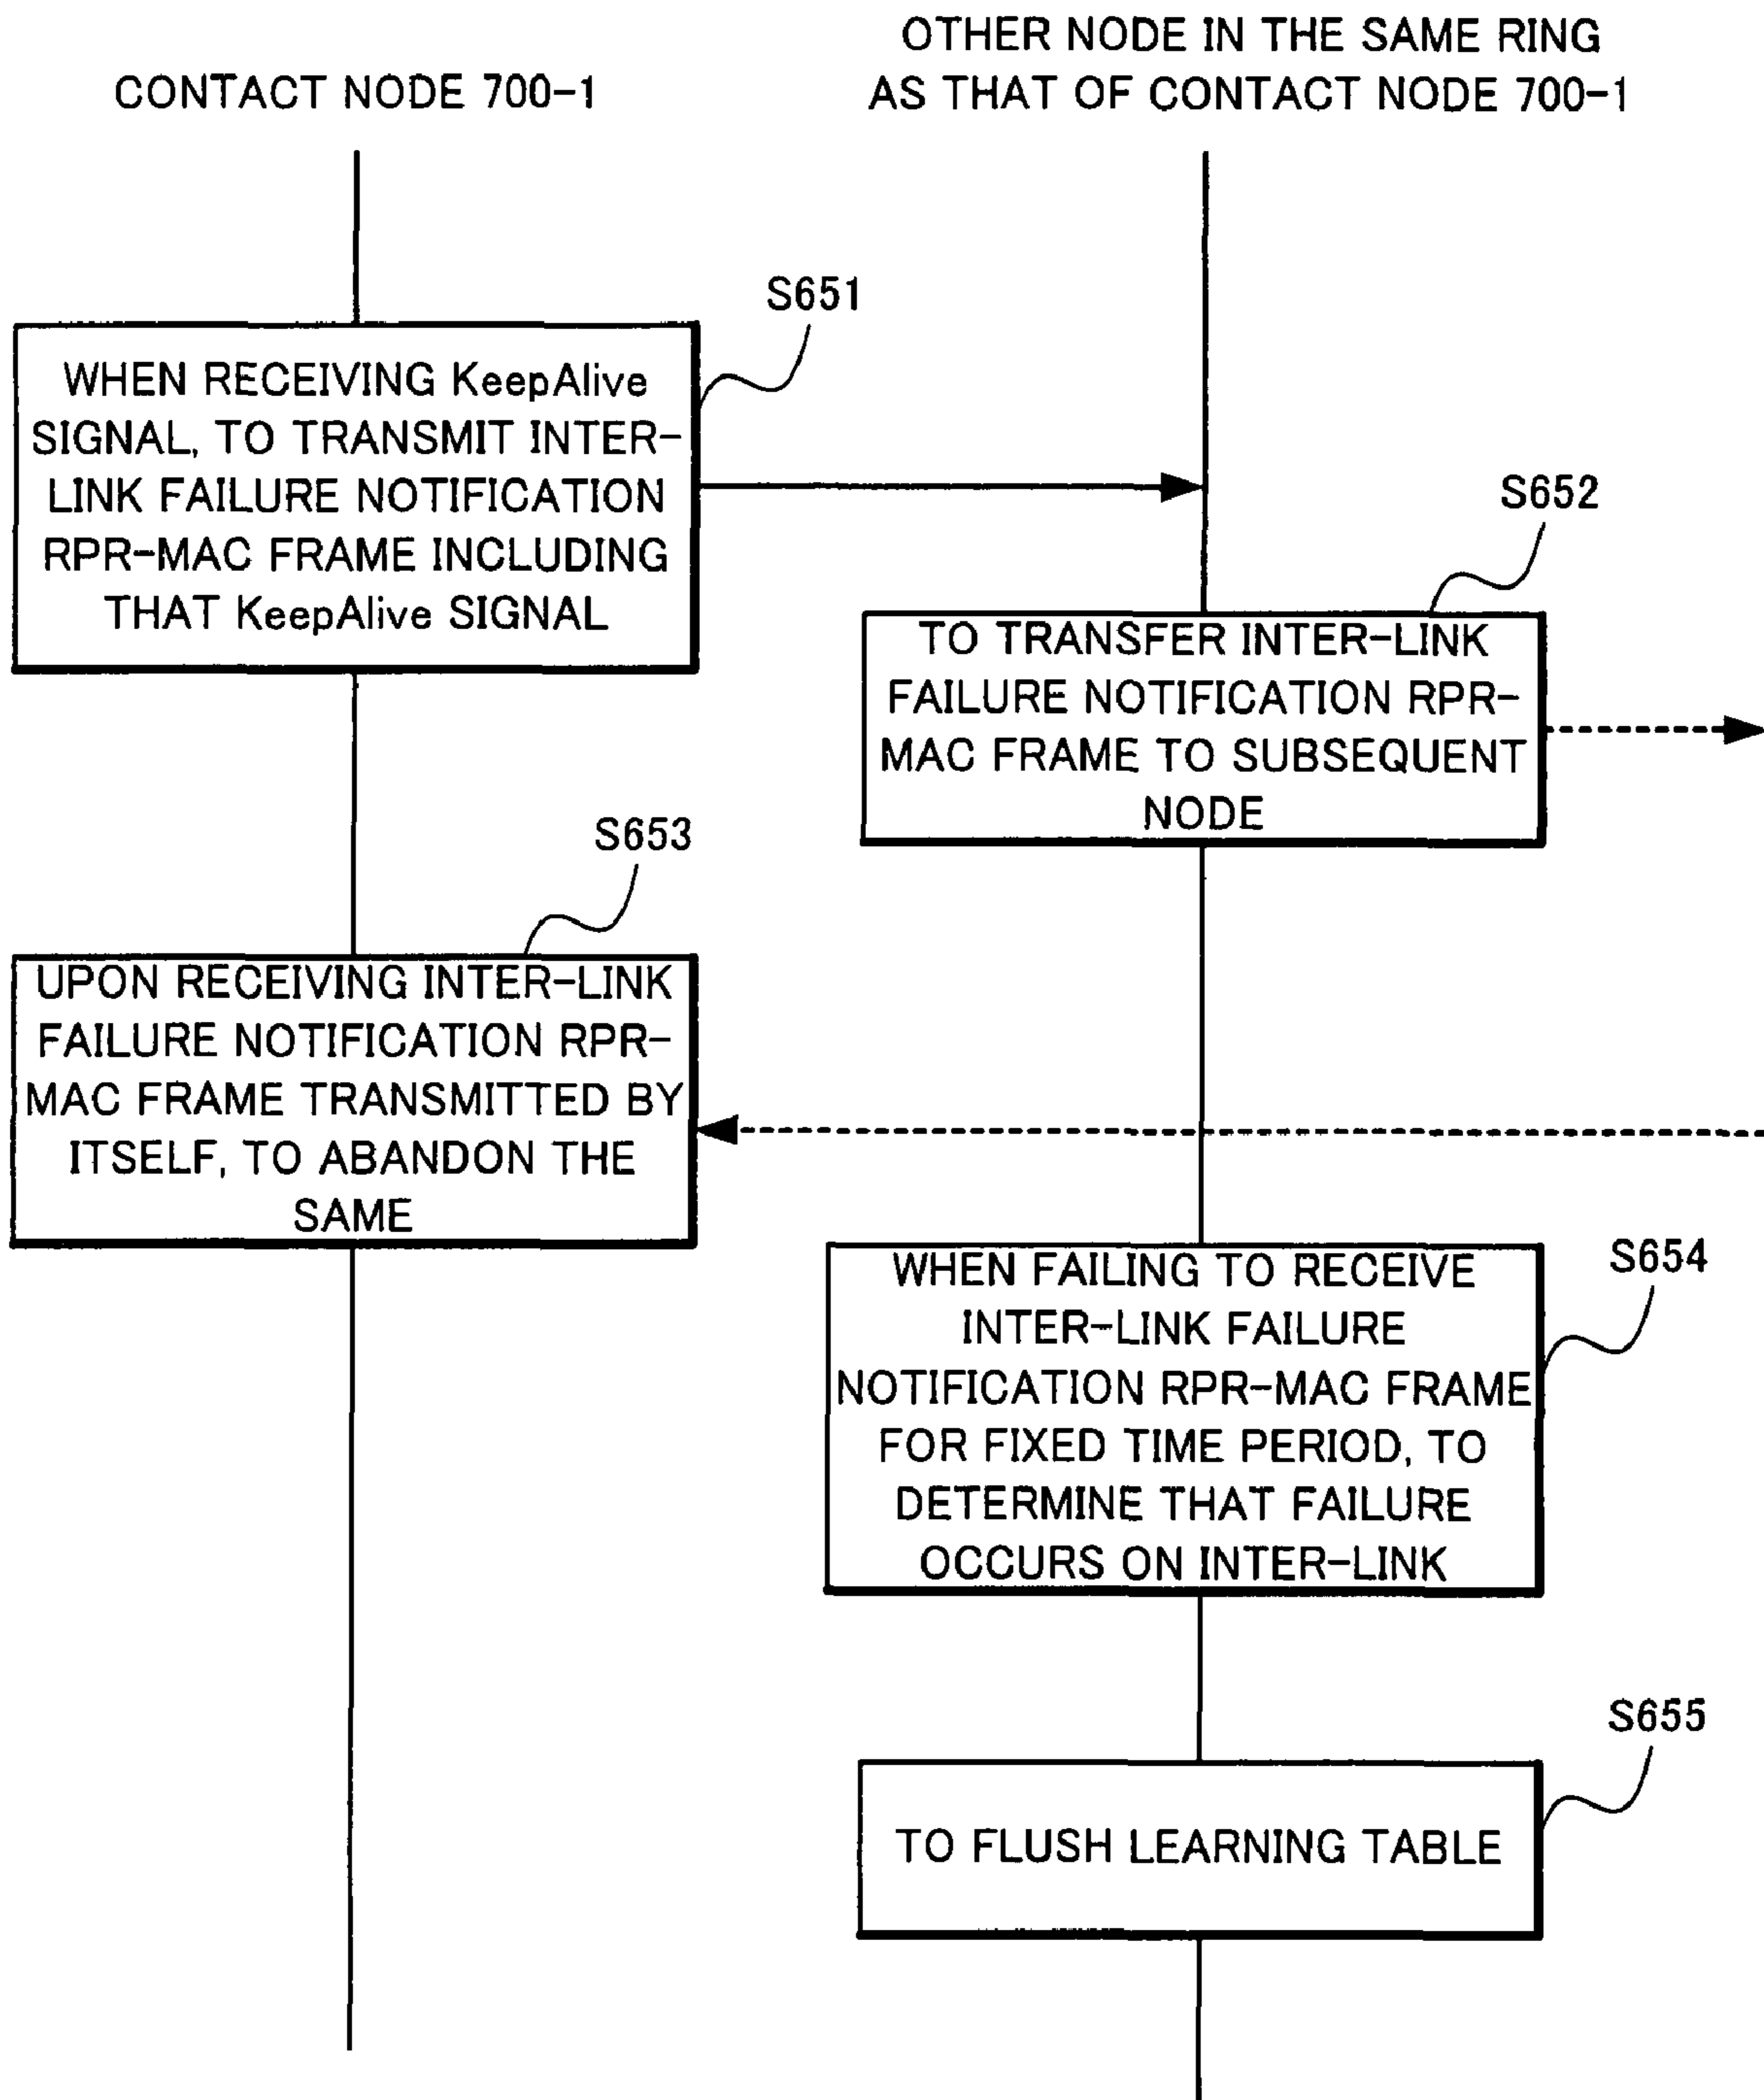 CONTACT NODE 700-1
OTHER NODE IN THE SAME RING
AS THAT OF CONTACT NODE 700-1
S651
WHEN RECEIVING KeepAlive
SIGNAL, TO TRANSMIT INTER-
LINK FAILURE NOTIFICATION
RPR-MAC FRAME INCLUDING
THAT KeepAlive SIGNAL
S652
TO TRANSFER INTER-LINK
FAILURE NOTIFICATION RPR-
MAC FRAME TO SUBSEQUENT
NODE
S653
UPON RECEIVING INTER-LINK
FAILURE NOTIFICATION RPR-
MAC FRAME TRANSMITTED BY
ITSELF, TO ABANDON THE
SAME
S654
WHEN FAILING TO RECEIVE
INTER-LINK FAILURE
NOTIFICATION RPR-MAC FRAME
FOR FIXED TIME PERIOD, TO
DETERMINE THAT FAILURE
OCCURS ON INTER-LINK
S655
TO FLUSH LEARNING TABLE